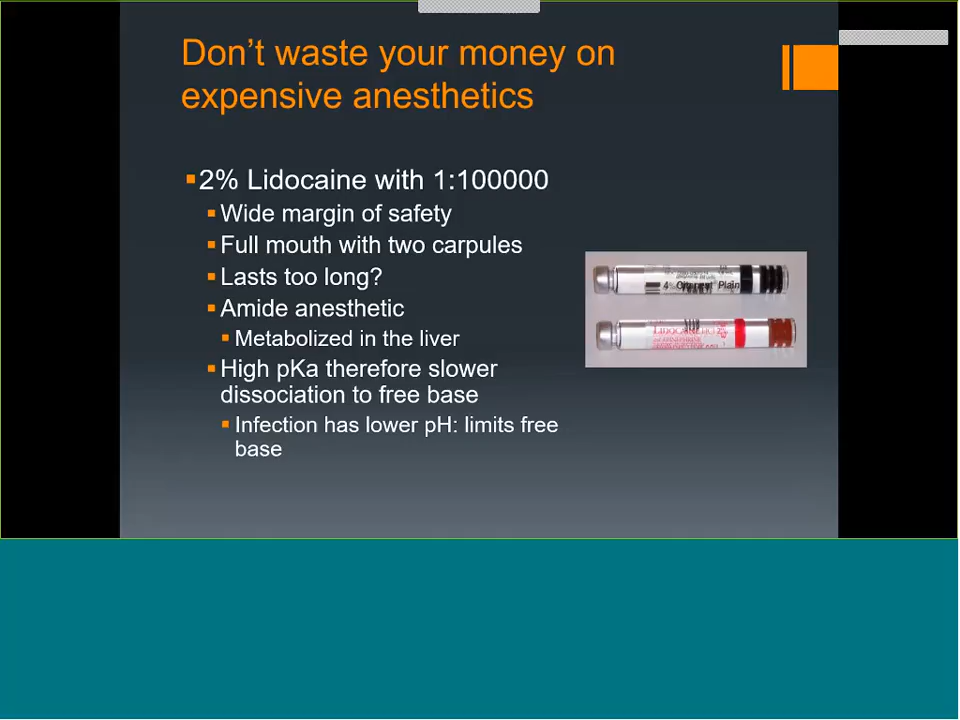 Don't waste your money on
expensive anesthetics
2% Lidocaine with 1:100000
Wide margin of safety
Full mouth with two carpules
Lasts too long?
Amide anesthetic
Metabolized in the liver
High pKa therefore slower
dissociation to free base
Infection has lower pH: limits free
base
4% Citanest Plain